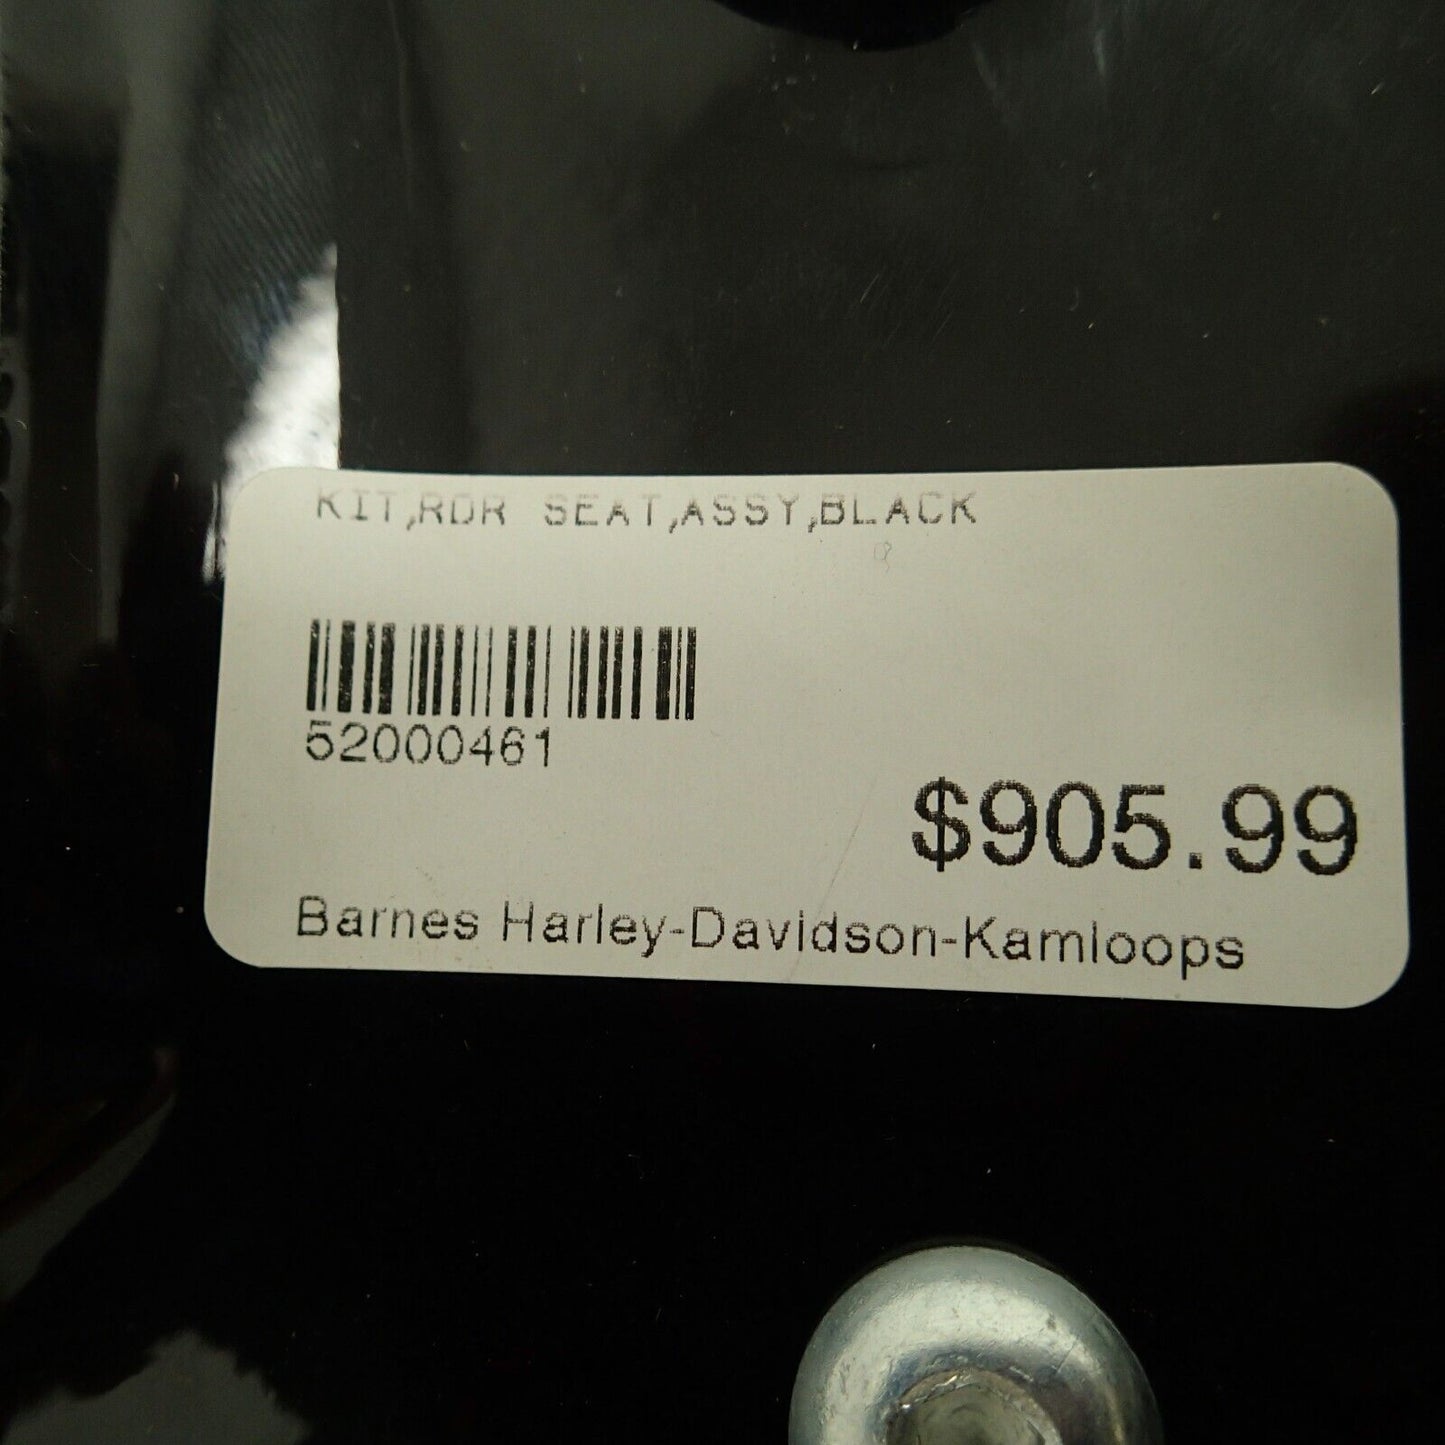 KIT,RDR SEAT,ASSY,BLACK
52000461
$905.99
Barnes Harley-Davidson-Kamloops